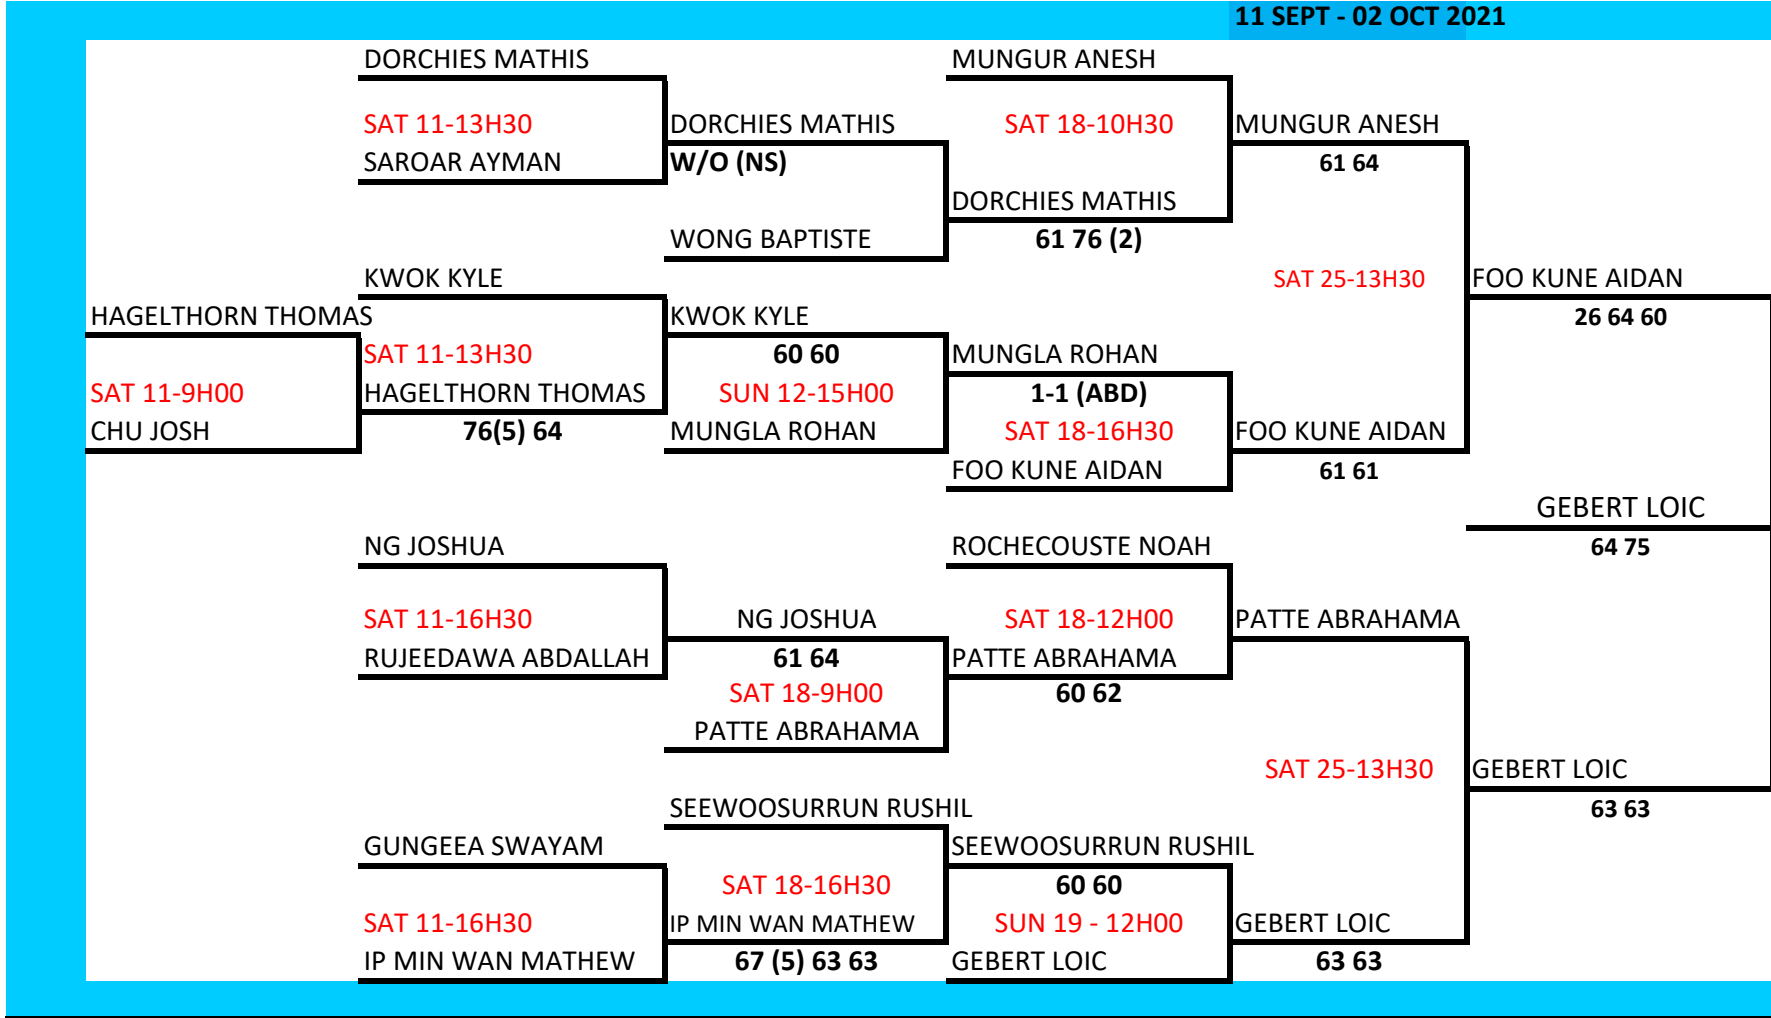 11 SEPT - 02 OCT 2021
DORCHIES MATHIS MUNGUR ANESH
SAT 11-13H30 DORCHIES MATHIS SAT 18-10H30 MUNGUR ANESH
SAROAR AYMAN W/O (NS) 61 64
DORCHIES MATHIS
WONG BAPTISTE 61 76 (2)
KWOK KYLE SAT 25-13H30 FOO KUNE AIDAN
HAGELTHORN THOMAS KWOK KYLE 26 64 60
SAT 11-13H30 60 60 MUNGLA ROHAN
SAT 11-9H00 HAGELTHORN THOMAS SUN 12-15H00 1-1 (ABD)
CHU JOSH 76(5) 64 MUNGLA ROHAN SAT 18-16H30 FOO KUNE AIDAN
FOO KUNE AIDAN 61 61
GEBERT LOIC
NG JOSHUA ROCHECOUSTE NOAH 64 75
SAT 11-16H30 NG JOSHUA SAT 18-12H00 PATTE ABRAHAMA
RUJEEDAWA ABDALLAH 61 64 PATTE ABRAHAMA
SAT 18-9H00 60 62
PATTE ABRAHAMA
SAT 25-13H30 GEBERT LOIC
SEEWOOSURRUN RUSHIL 63 63
GUNGEEA SWAYAM SEEWOOSURRUN RUSHIL
SAT 18-16H30 60 60
SAT 11-16H30 IP MIN WAN MATHEW SUN 19 - 12H00 GEBERT LOIC
IP MIN WAN MATHEW 67 (5) 63 63 GEBERT LOIC 63 63